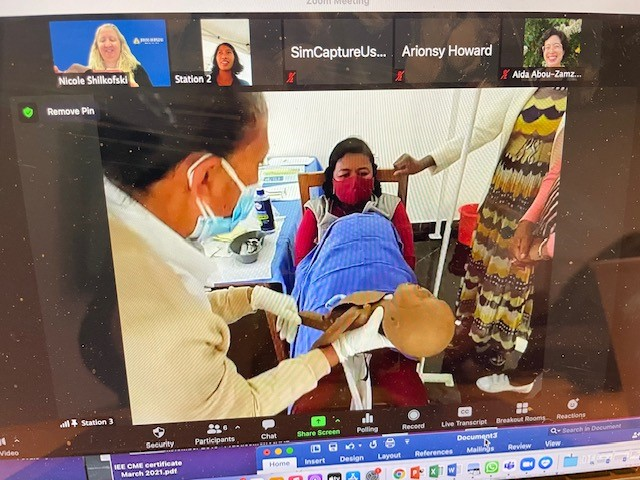 Zoom Meeting
Nicole Shilkofski
Station 2
SimCaptureUs...
Arionsy Howard
Aida Abou-Zamz...
Remove Pin
Station 3
Video
Security
Participants
6
Chat
Share Screen
Polling
Record
Live Transcript
Breakout Rooms
Reactions
IEE CME certificate
March 2021.pdf
Document3
Search in Document
Home
Insert
Design
Layout
References
Mailings
Review
View